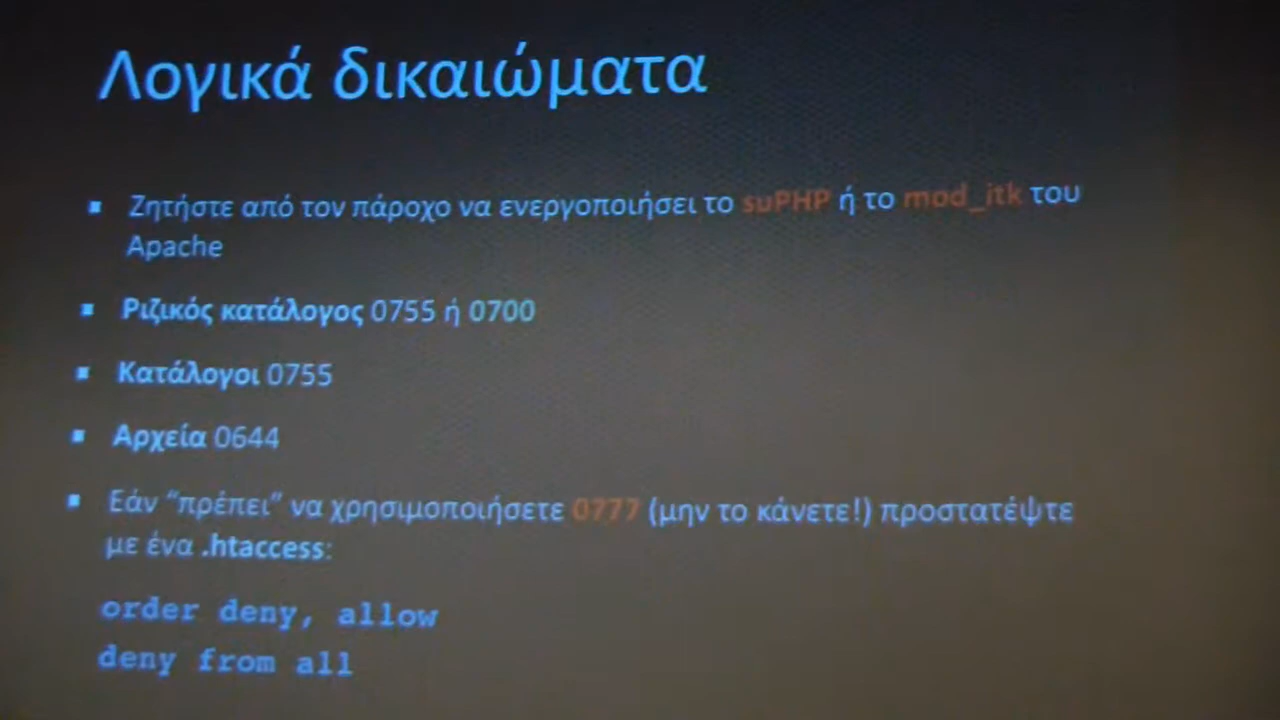 Λογικά δικαιώματα
Ζητήστε από τον πάροχο να ενεργοποιήσει το suPHP ή το mod_itk του
Apache
Ριζικός κατάλογος 0755 ή 0700
Κατάλογοι 0755
Αρχεία 0644
Εάν “πρέπει” να χρησιμοποιήσετε 0777 (μην το κάνετε!) προστατέψτε
με ένα .htaccess:
order deny, allow
deny from all